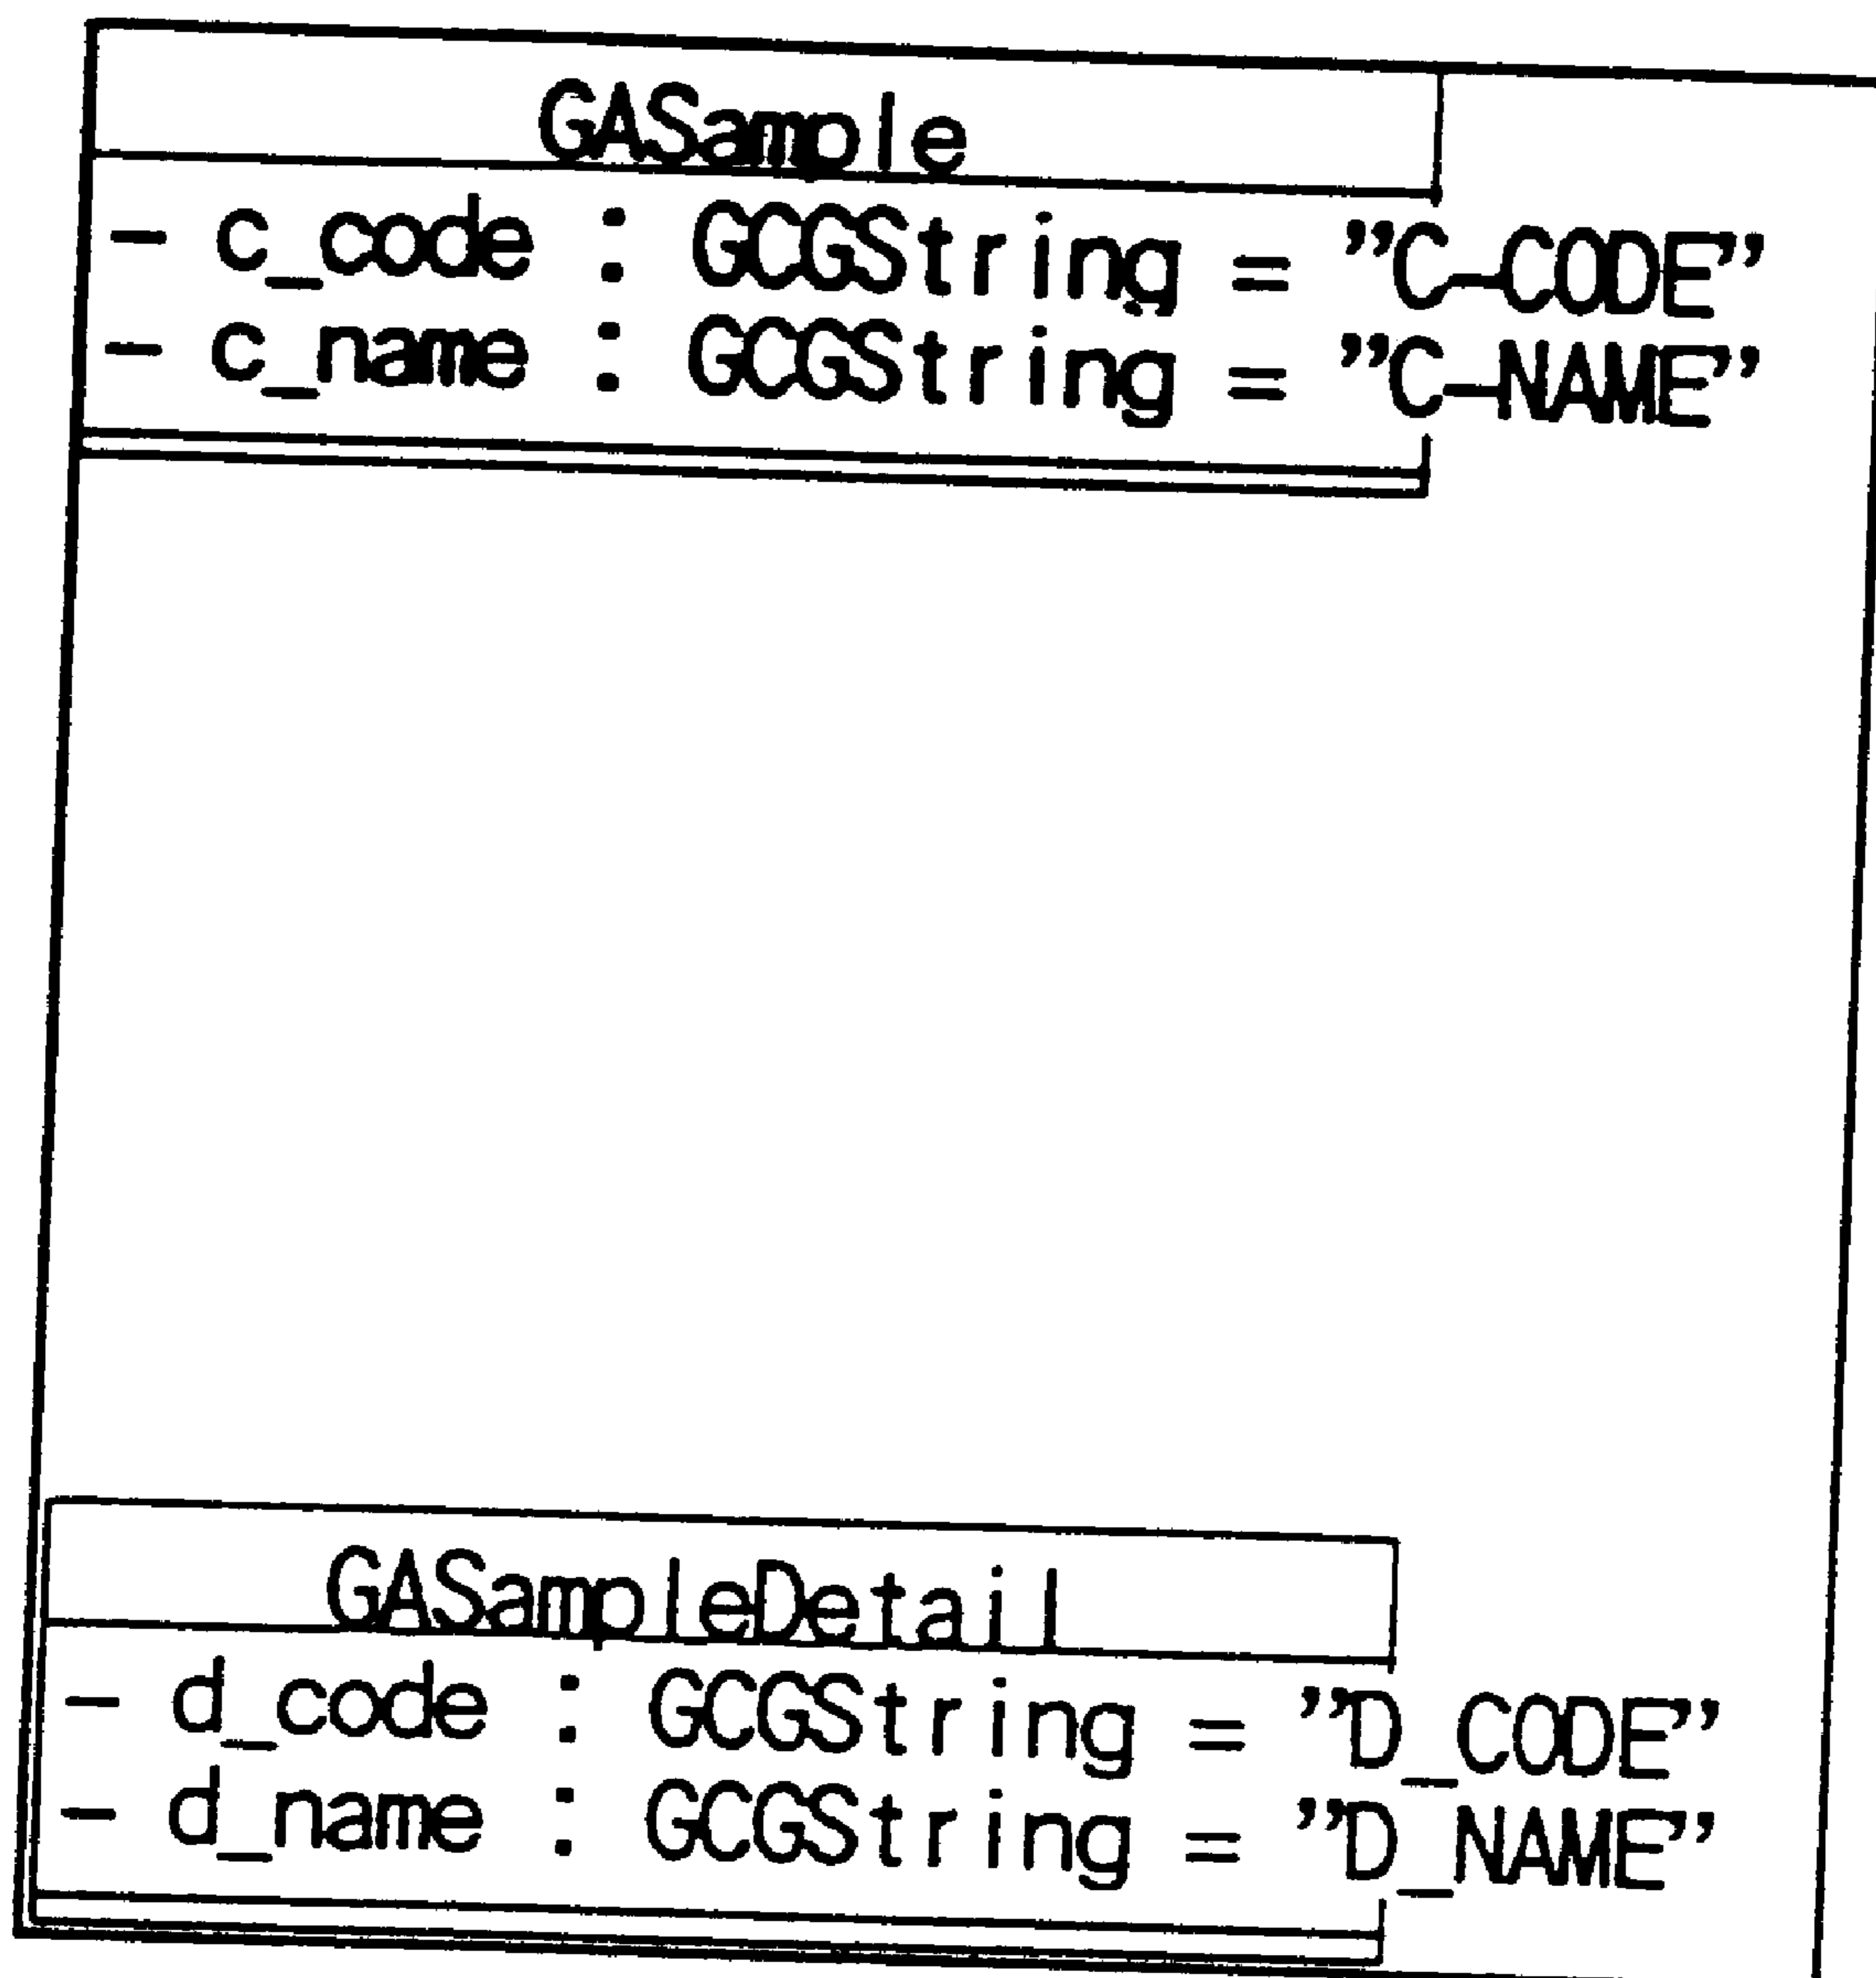 GASample
- c_code : GCGString = "C-CODE"
- c_name : GCGString = "C-NAME"
GASampleDetail
- d_code : GCGString = "D_CODE"
- d_name : GCGString = "D_NAME"